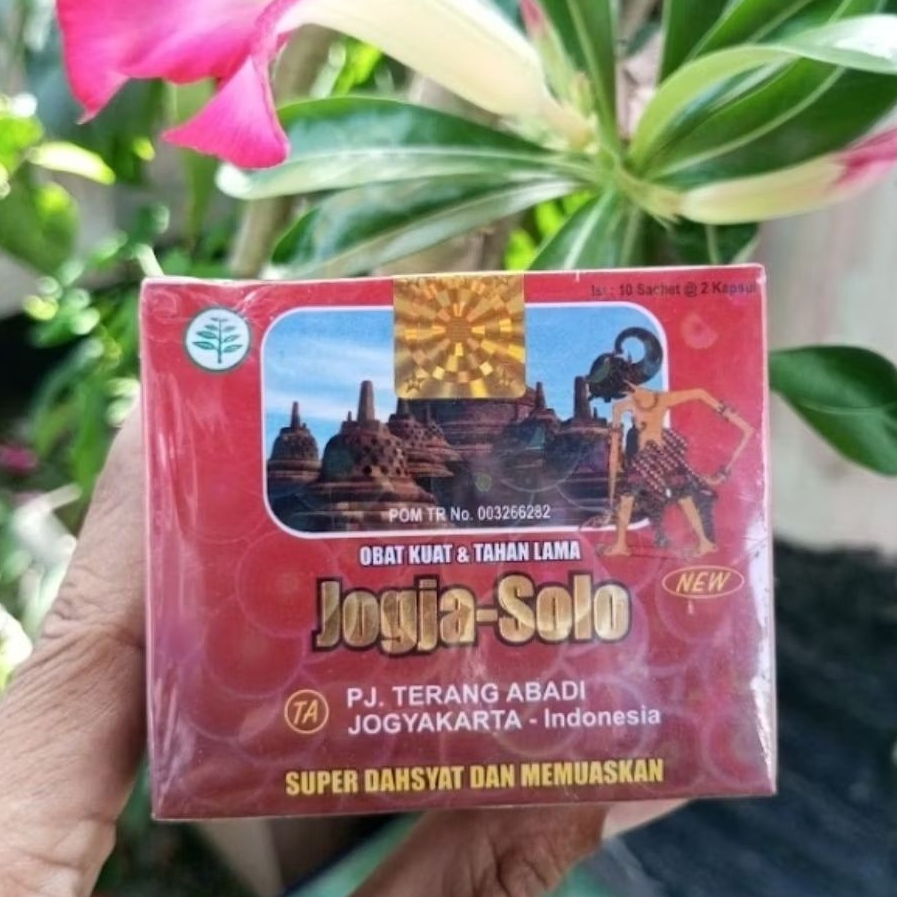 Isi : 10 Sachet @ 2 Kapsul
POM TR No. 003266282
OBAT KUAT & TAHAN LAMA
Jogja-Solo
NEW
TA
PJ. TERANG ABADI
JOGYAKARTA - Indonesia
SUPER DAHSYAT DAN MEMUASKAN